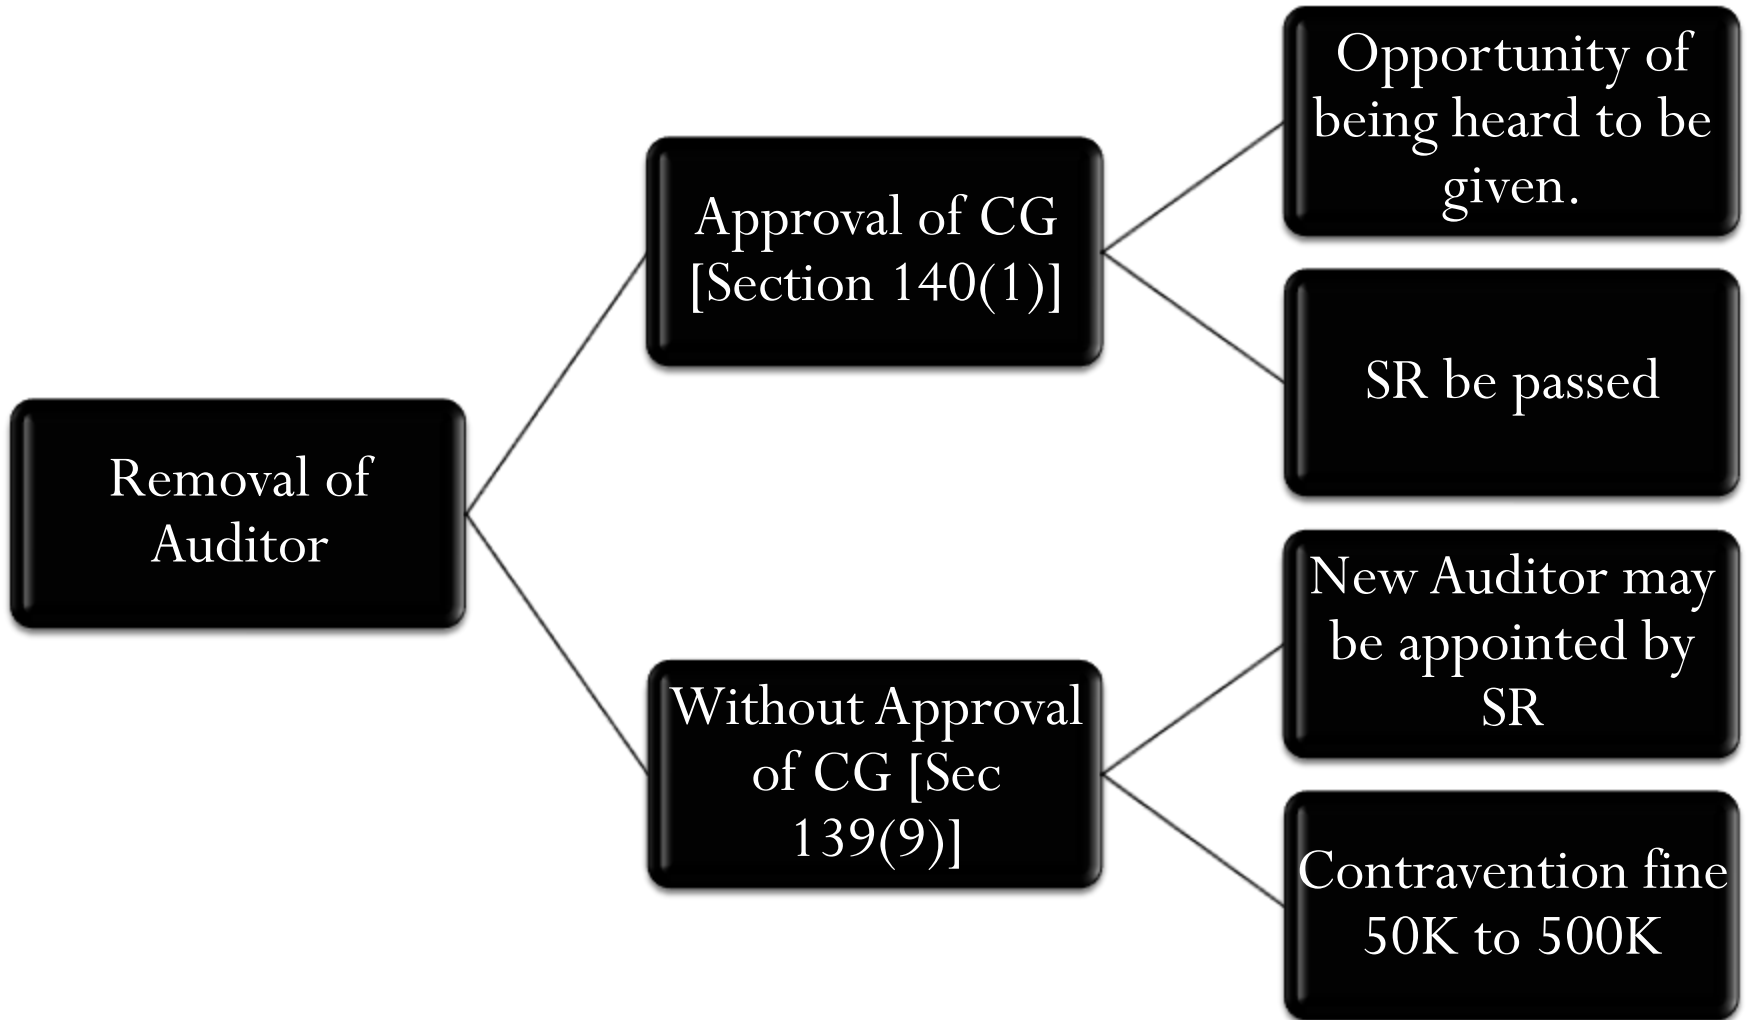 Removal of
Auditor
Approval of CG
[Section 140(1)]
Opportunity of
being heard to be
given.
SR be passed
Without Approval
of CG [Sec
139(9)]
New Auditor may
be appointed by
SR
Contravention fine
50K to 500K